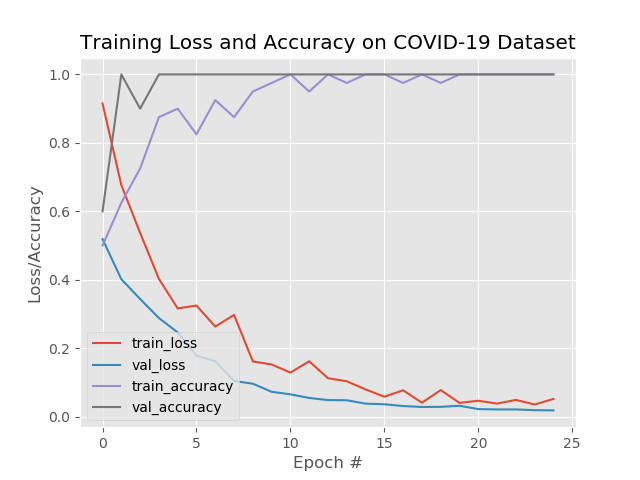 Training Loss and Accuracy on COVID-19 Dataset
1.0
0.8
0.6
0.4
0.2
0.0
Loss/Accuracy
train_loss
val_loss
train_accuracy
val_accuracy
0 5 10 15 20 25
Epoch #